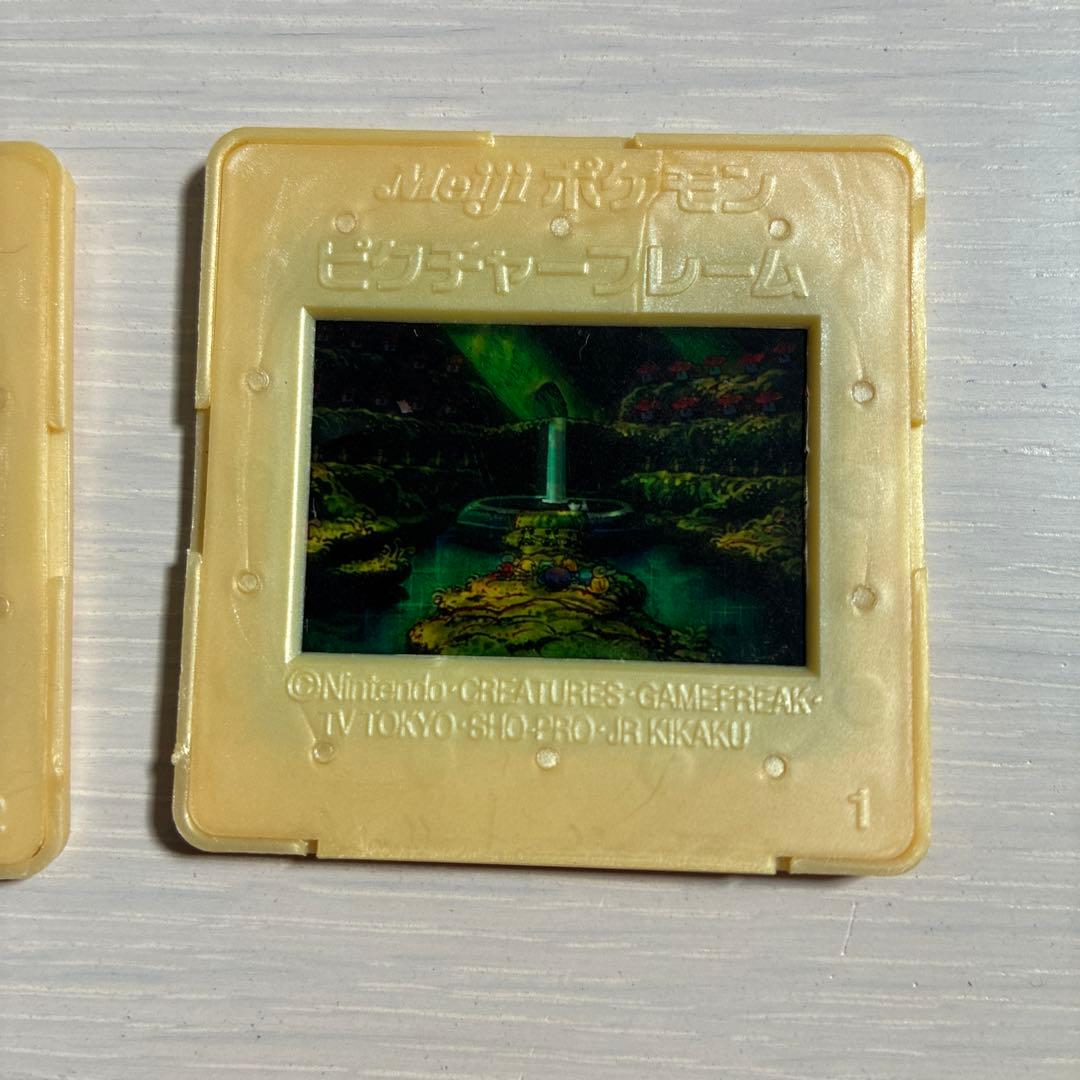 Meiji ポケモン
ピクチャーフレーム
©Nintendo・CREATURES・GAMEFREAK・
TV TOKYO・SHO-PRO・JR KIKAKU
1